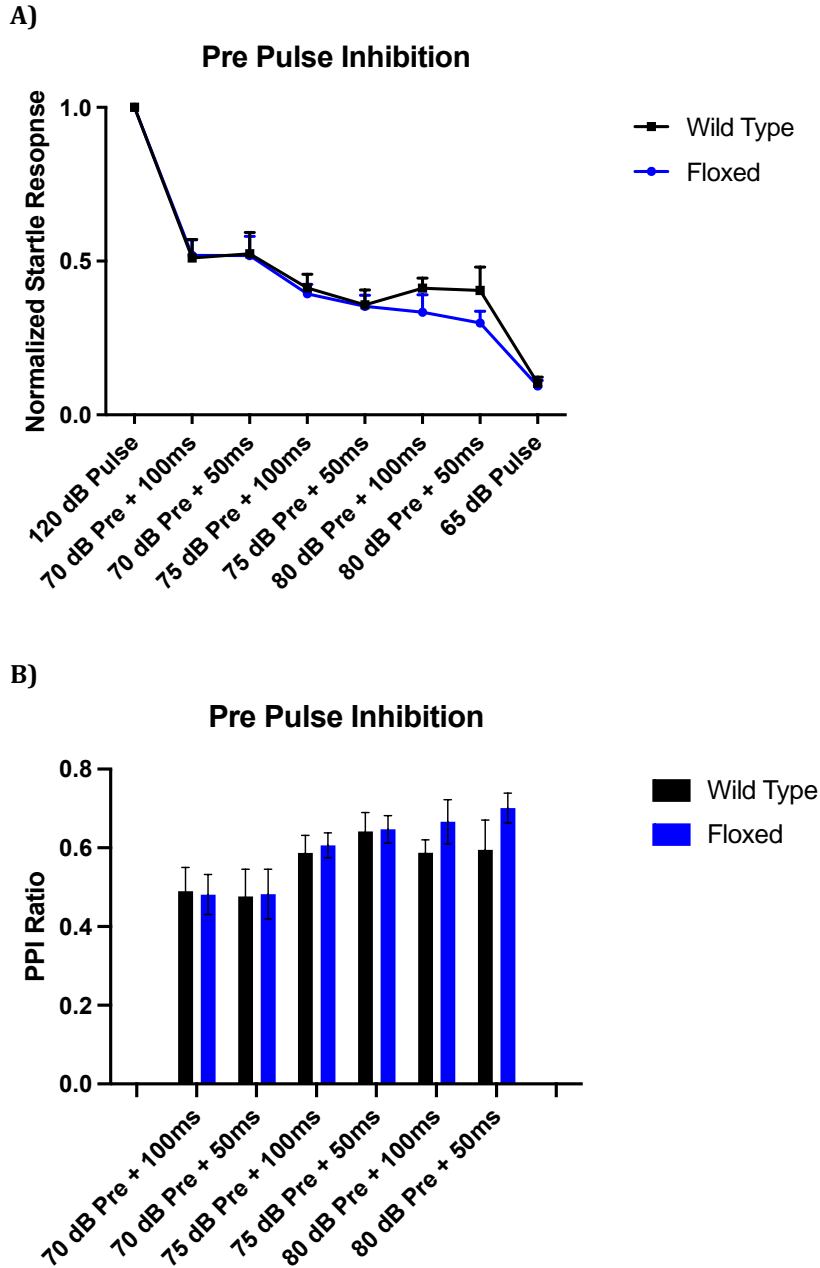 A)
Pre Pulse Inhibition
Normalized Startle Resopnse
1.0
0.5
0.0
Wild Type
Floxed
120 dB Pulse
70 dB Pre + 100ms
70 dB Pre + 50ms
75 dB Pre + 100ms
75 dB Pre + 50ms
80 dB Pre + 100ms
80 dB Pre + 50ms
65 dB Pulse
B)
Pre Pulse Inhibition
PPI Ratio
0.8
0.6
0.4
0.2
0.0
Wild Type
Floxed
70 dB Pre + 100ms
70 dB Pre + 50ms
75 dB Pre + 100ms
75 dB Pre + 50ms
80 dB Pre + 100ms
80 dB Pre + 50ms